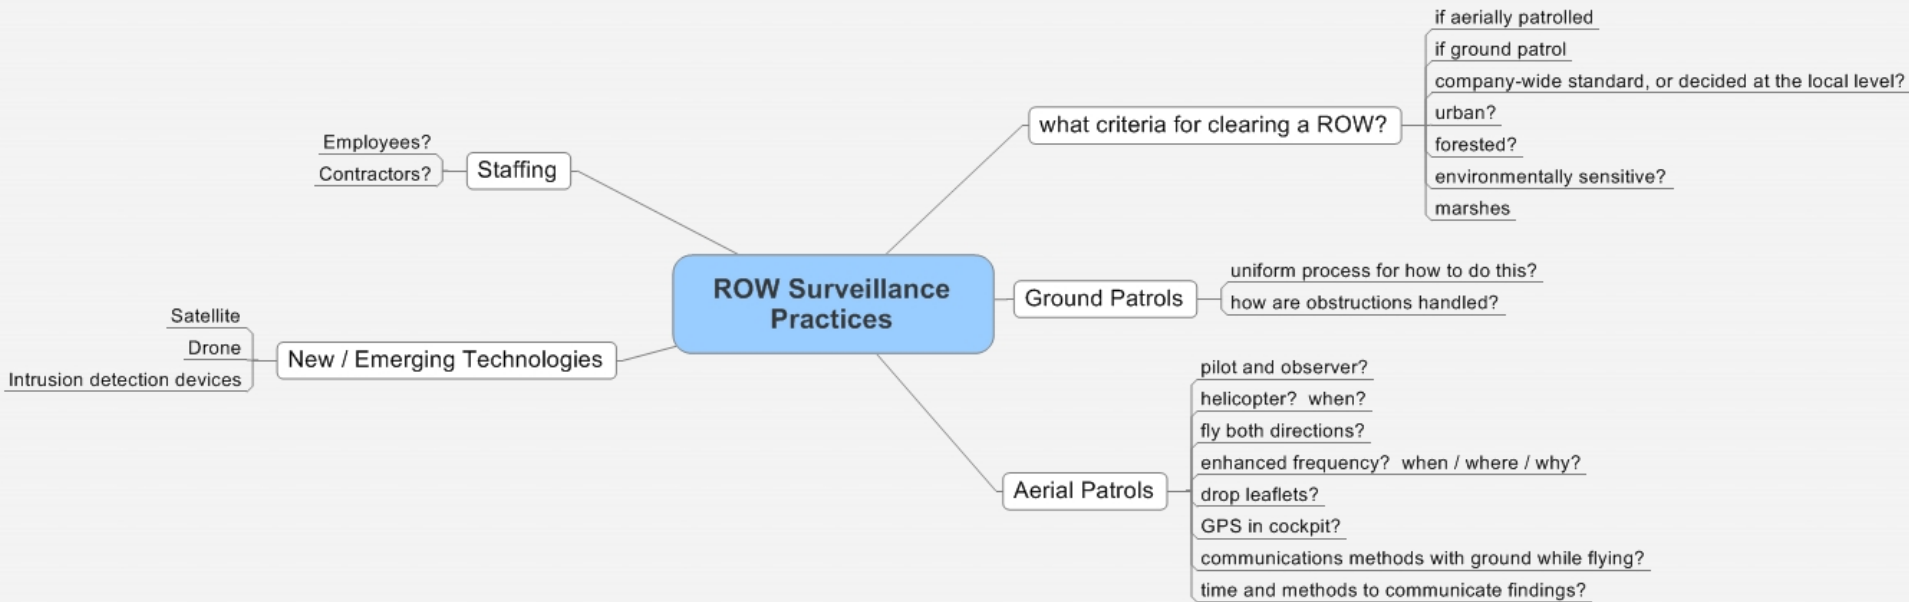 ROW Surveillance
Practices
what criteria for clearing a ROW?
if aerially patrolled
if ground patrol
company-wide standard, or decided at the local level?
urban?
forested?
environmentally sensitive?
marshes
Ground Patrols
uniform process for how to do this?
how are obstructions handled?
Aerial Patrols
pilot and observer?
helicopter?  when?
fly both directions?
enhanced frequency?  when / where / why?
drop leaflets?
GPS in cockpit?
communications methods with ground while flying?
time and methods to communicate findings?
Staffing
Employees?
Contractors?
New / Emerging Technologies
Satellite
Drone
Intrusion detection devices